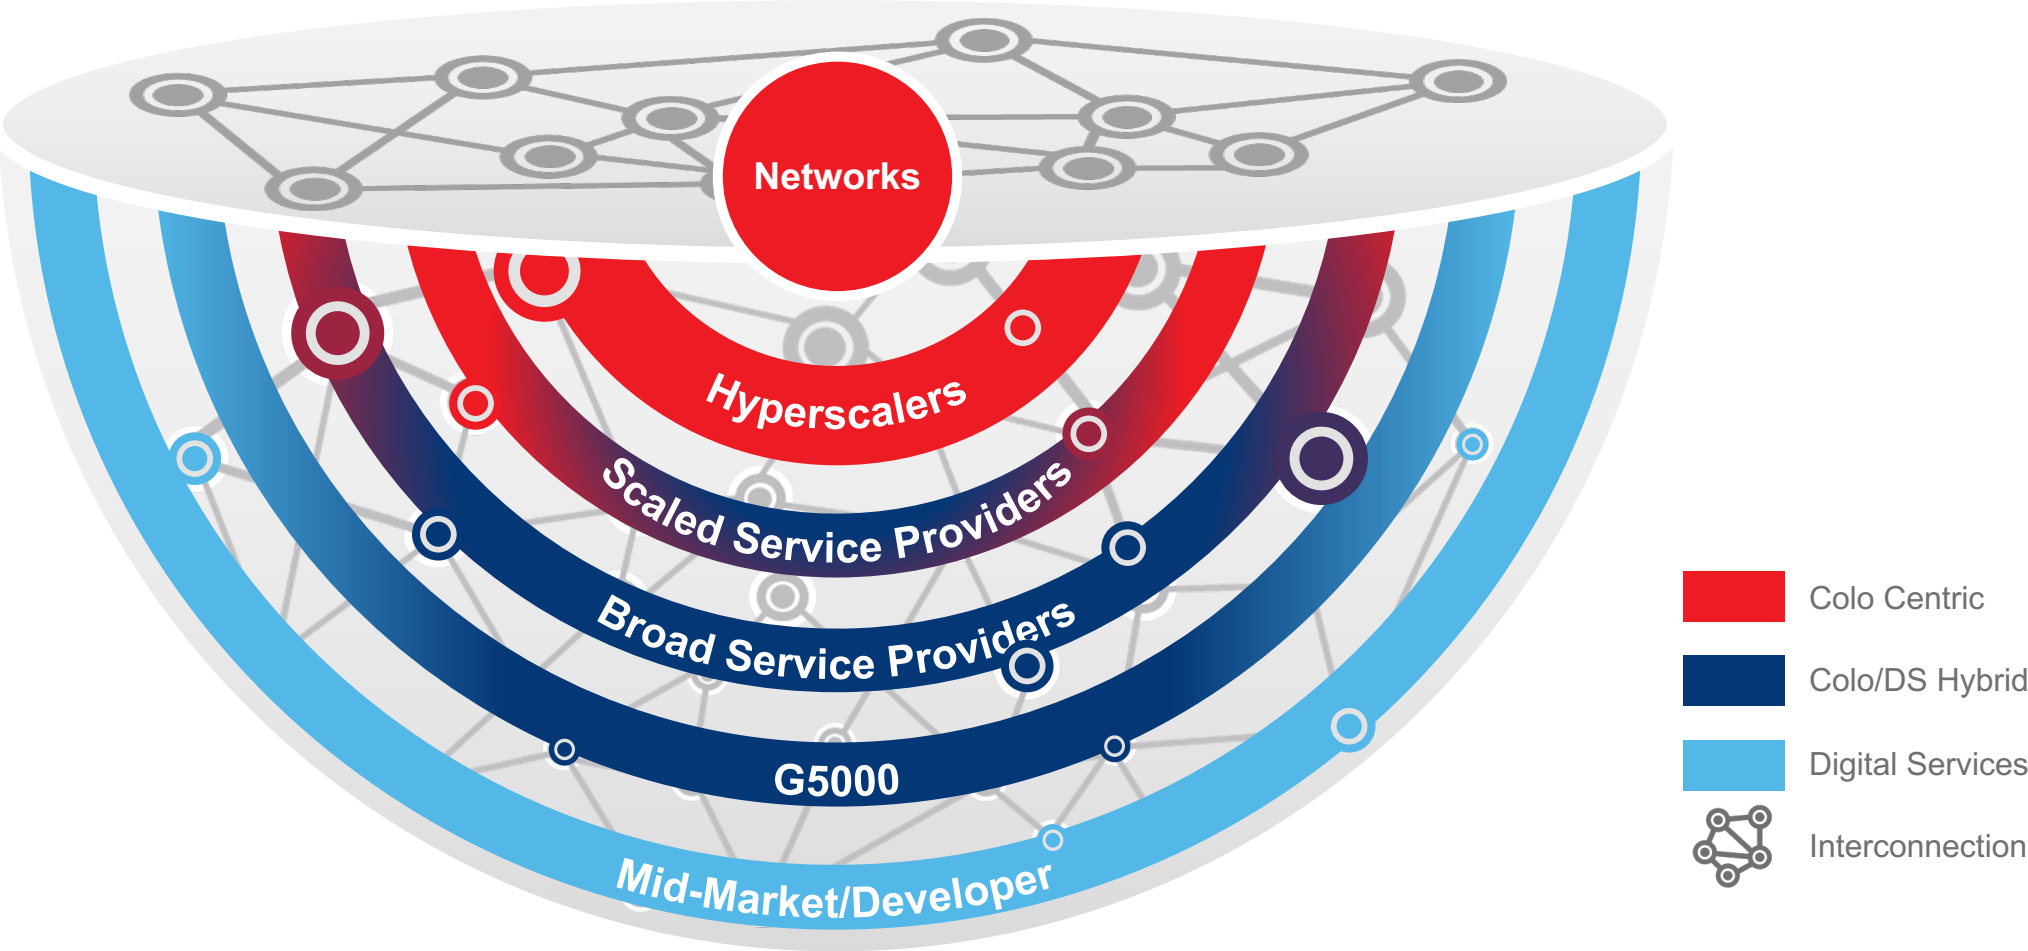 Networks
Hyperscalers
Scaled Service Providers
Broad Service Providers
G5000
Mid-Market/Developer
Colo Centric
Colo/DS Hybrid
Digital Services
Interconnection